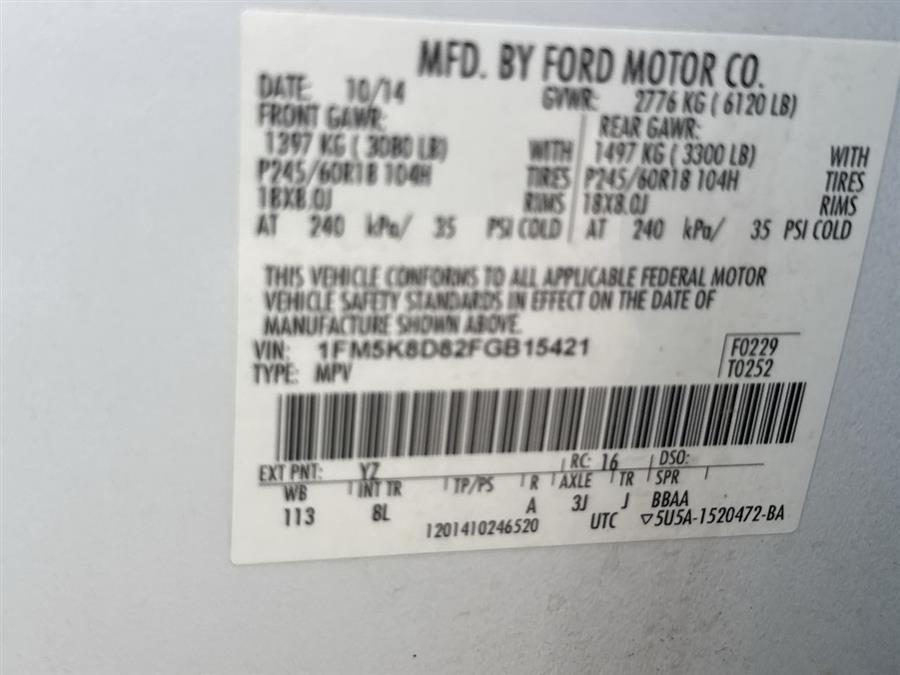 MFD. BY FORD MOTOR CO.
DATE: 10/14 GVWR: 2776 KG ( 6120 LB)
FRONT GAWR: REAR GAWR:
1397 KG ( 3080 LB) WITH 1497 KG ( 3300 LB) WITH
P245/60R18 104H TIRES P245/60R18 104H TIRES
18X8.0J RIMS 18X8.0J RIMS
AT 240 kPa/ 35 PSI COLD AT 240 kPa/ 35 PSI COLD
THIS VEHICLE CONFORMS TO ALL APPLICABLE FEDERAL MOTOR
VEHICLE SAFETY STANDARDS IN EFFECT ON THE DATE OF
MANUFACTURE SHOWN ABOVE.
VIN: 1FM5K8D82FGB15421 F0229
TYPE: MPV T0252
EXT PNT: YZ RC: 16 DSO:
WB INT TR TP/PS R AXLE TR SPR
113 8L A 3J J BBAA
1201410246520 UTC ▽5U5A-1520472-BA